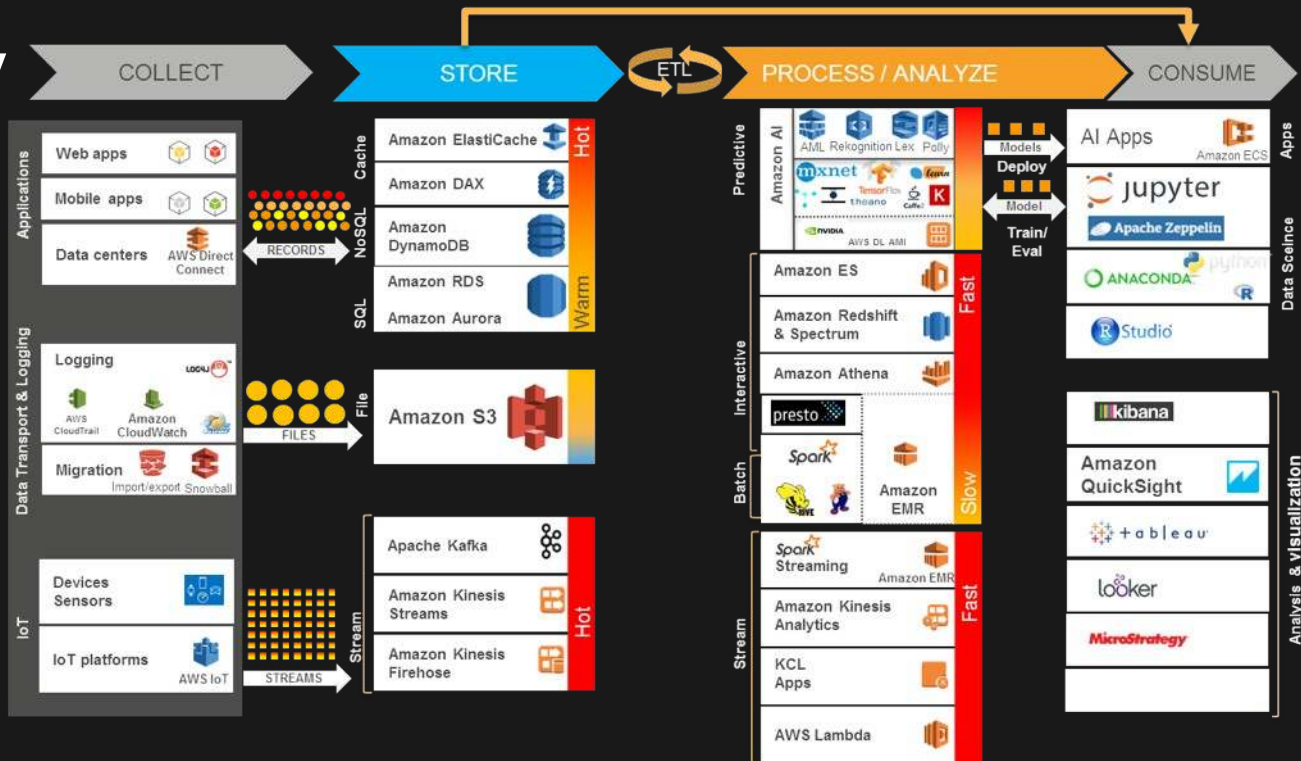 COLLECT
STORE
ETL
PROCESS / ANALYZE
CONSUME
Applications
Web apps
Mobile apps
Data centers
AWS Direct
Connect
RECORDS
Data Transport & Logging
Logging
LOG4J
AWS
CloudTrail
Amazon
CloudWatch
FILES
Migration
Import/export
Snowball
IoT
Devices
Sensors
IoT platforms
AWS IoT
STREAMS
Cache
Amazon ElastiCache
Hot
Amazon DAX
NoSQL
Amazon
DynamoDB
SQL
Amazon RDS
Amazon Aurora
Warm
File
Amazon S3
Stream
Apache Kafka
Amazon Kinesis
Streams
Hot
Amazon Kinesis
Firehose
Predictive
Amazon AI
AML
Rekognition
Lex
Polly
mxnet
TensorFlow
learn
theano
Caffe2
K
NVIDIA
AWS DL AMI
Interactive
Amazon ES
Fast
Amazon Redshift
& Spectrum
Amazon Athena
presto
Batch
Spark
HIVE
Amazon
EMR
Slow
Stream
Spark
Streaming
Amazon EMR
Amazon Kinesis
Analytics
Fast
KCL
Apps
AWS Lambda
Models
Deploy
Model
Train/
Eval
AI Apps
Amazon ECS
Apps
jupyter
Apache Zeppelin
ANACONDA
python
R
R Studio
Data Sceince
kibana
Amazon
QuickSight
+ a b l e a u
looker
MicroStrategy
Analysis & visualization